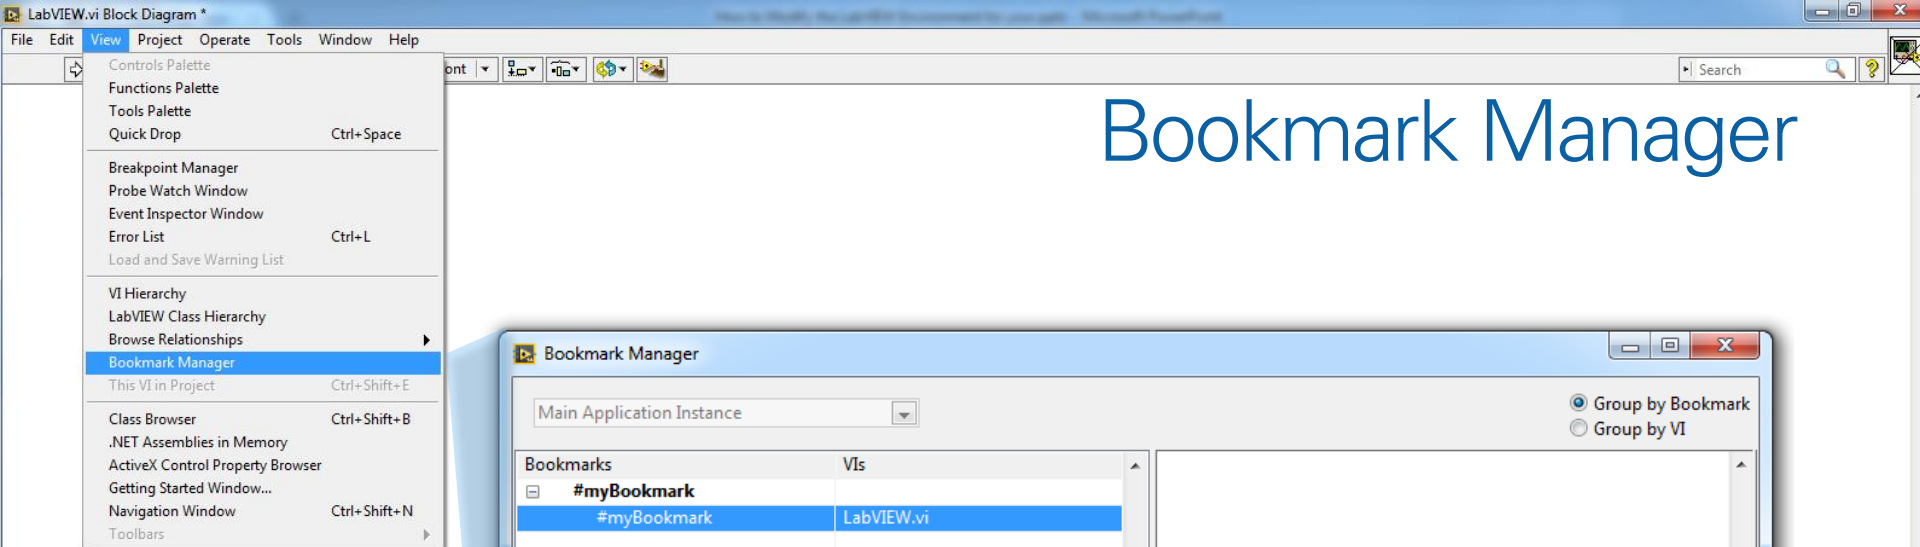 LabVIEW.vi Block Diagram *
File Edit View Project Operate Tools Window Help
Controls Palette
ont
Search
Functions Palette
Tools Palette
Quick Drop Ctrl+Space
Bookmark Manager
Breakpoint Manager
Probe Watch Window
Event Inspector Window
Error List Ctrl+L
Load and Save Warning List
VI Hierarchy
LabVIEW Class Hierarchy
Browse Relationships
Bookmark Manager
This VI in Project Ctrl+Shift+E
Class Browser Ctrl+Shift+B
.NET Assemblies in Memory
ActiveX Control Property Browser
Getting Started Window...
Navigation Window Ctrl+Shift+N
Toolbars
Bookmark Manager
Main Application Instance
Group by Bookmark
Group by VI
Bookmarks VIs
#myBookmark
#myBookmark LabVIEW.vi